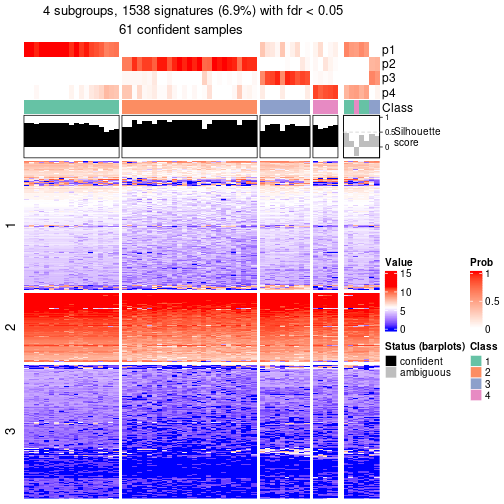 4 subgroups, 1538 signatures (6.9%) with fdr < 0.05
61 confident samples
p1
p2
p3
p4
Class
1
0.5
0
Silhouette
score
1
2
3
Value
15
10
5
0
Prob
1
0.5
0
Status (barplots)
confident
ambiguous
Class
1
2
3
4